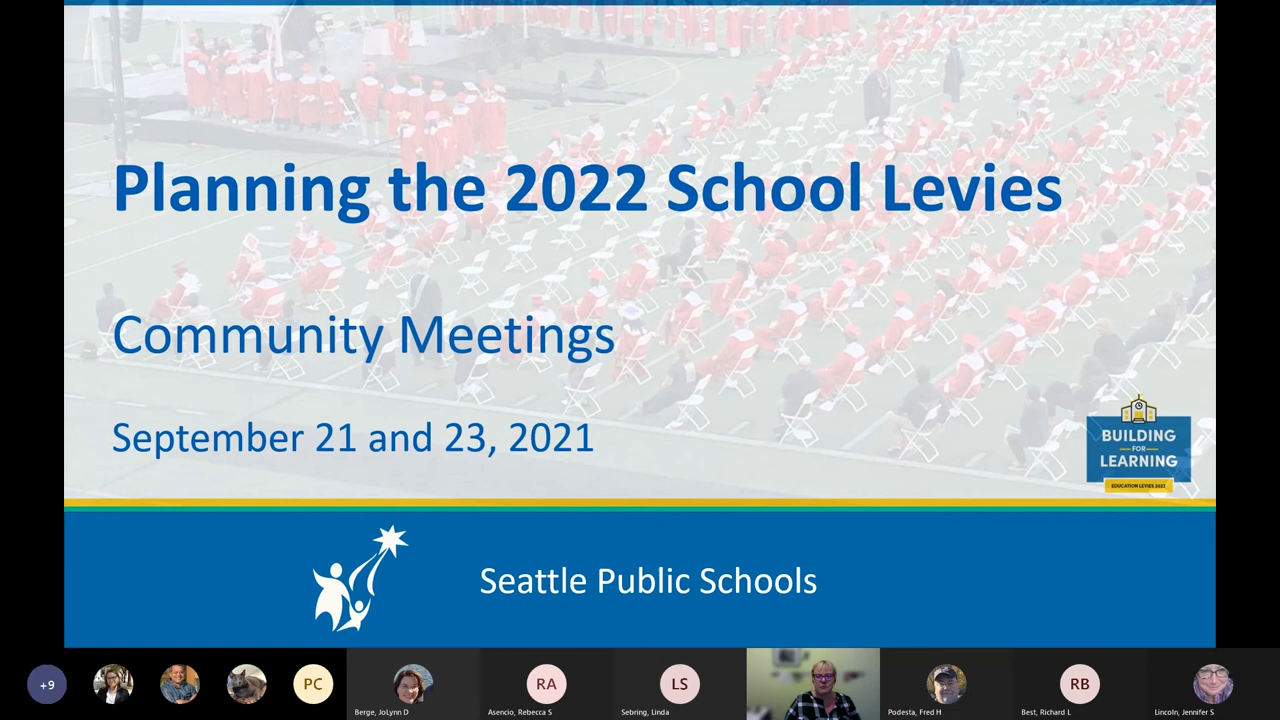 Planning the 2022 School Levies
Community Meetings
September 21 and 23, 2021
BUILDING
FOR
LEARNING
EDUCATION LEVIES 2022
Seattle Public Schools
+9
PC
Berge, JoLynn D
RA
Asencio, Rebecca S
LS
Sebring, Linda
Podesta, Fred H
RB
Best, Richard L
Lincoln, Jennifer S